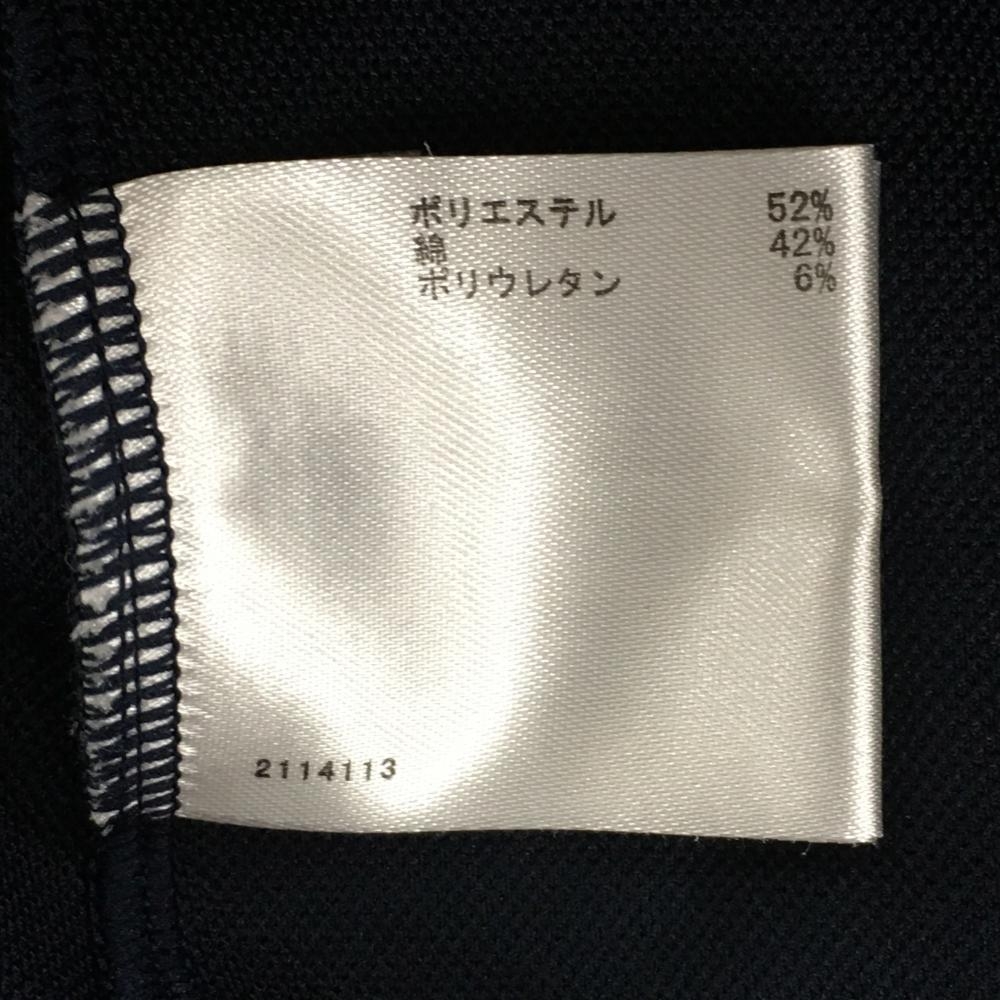 ポリエステル 52%
綿 42%
ポリウレタン 6%
2114113